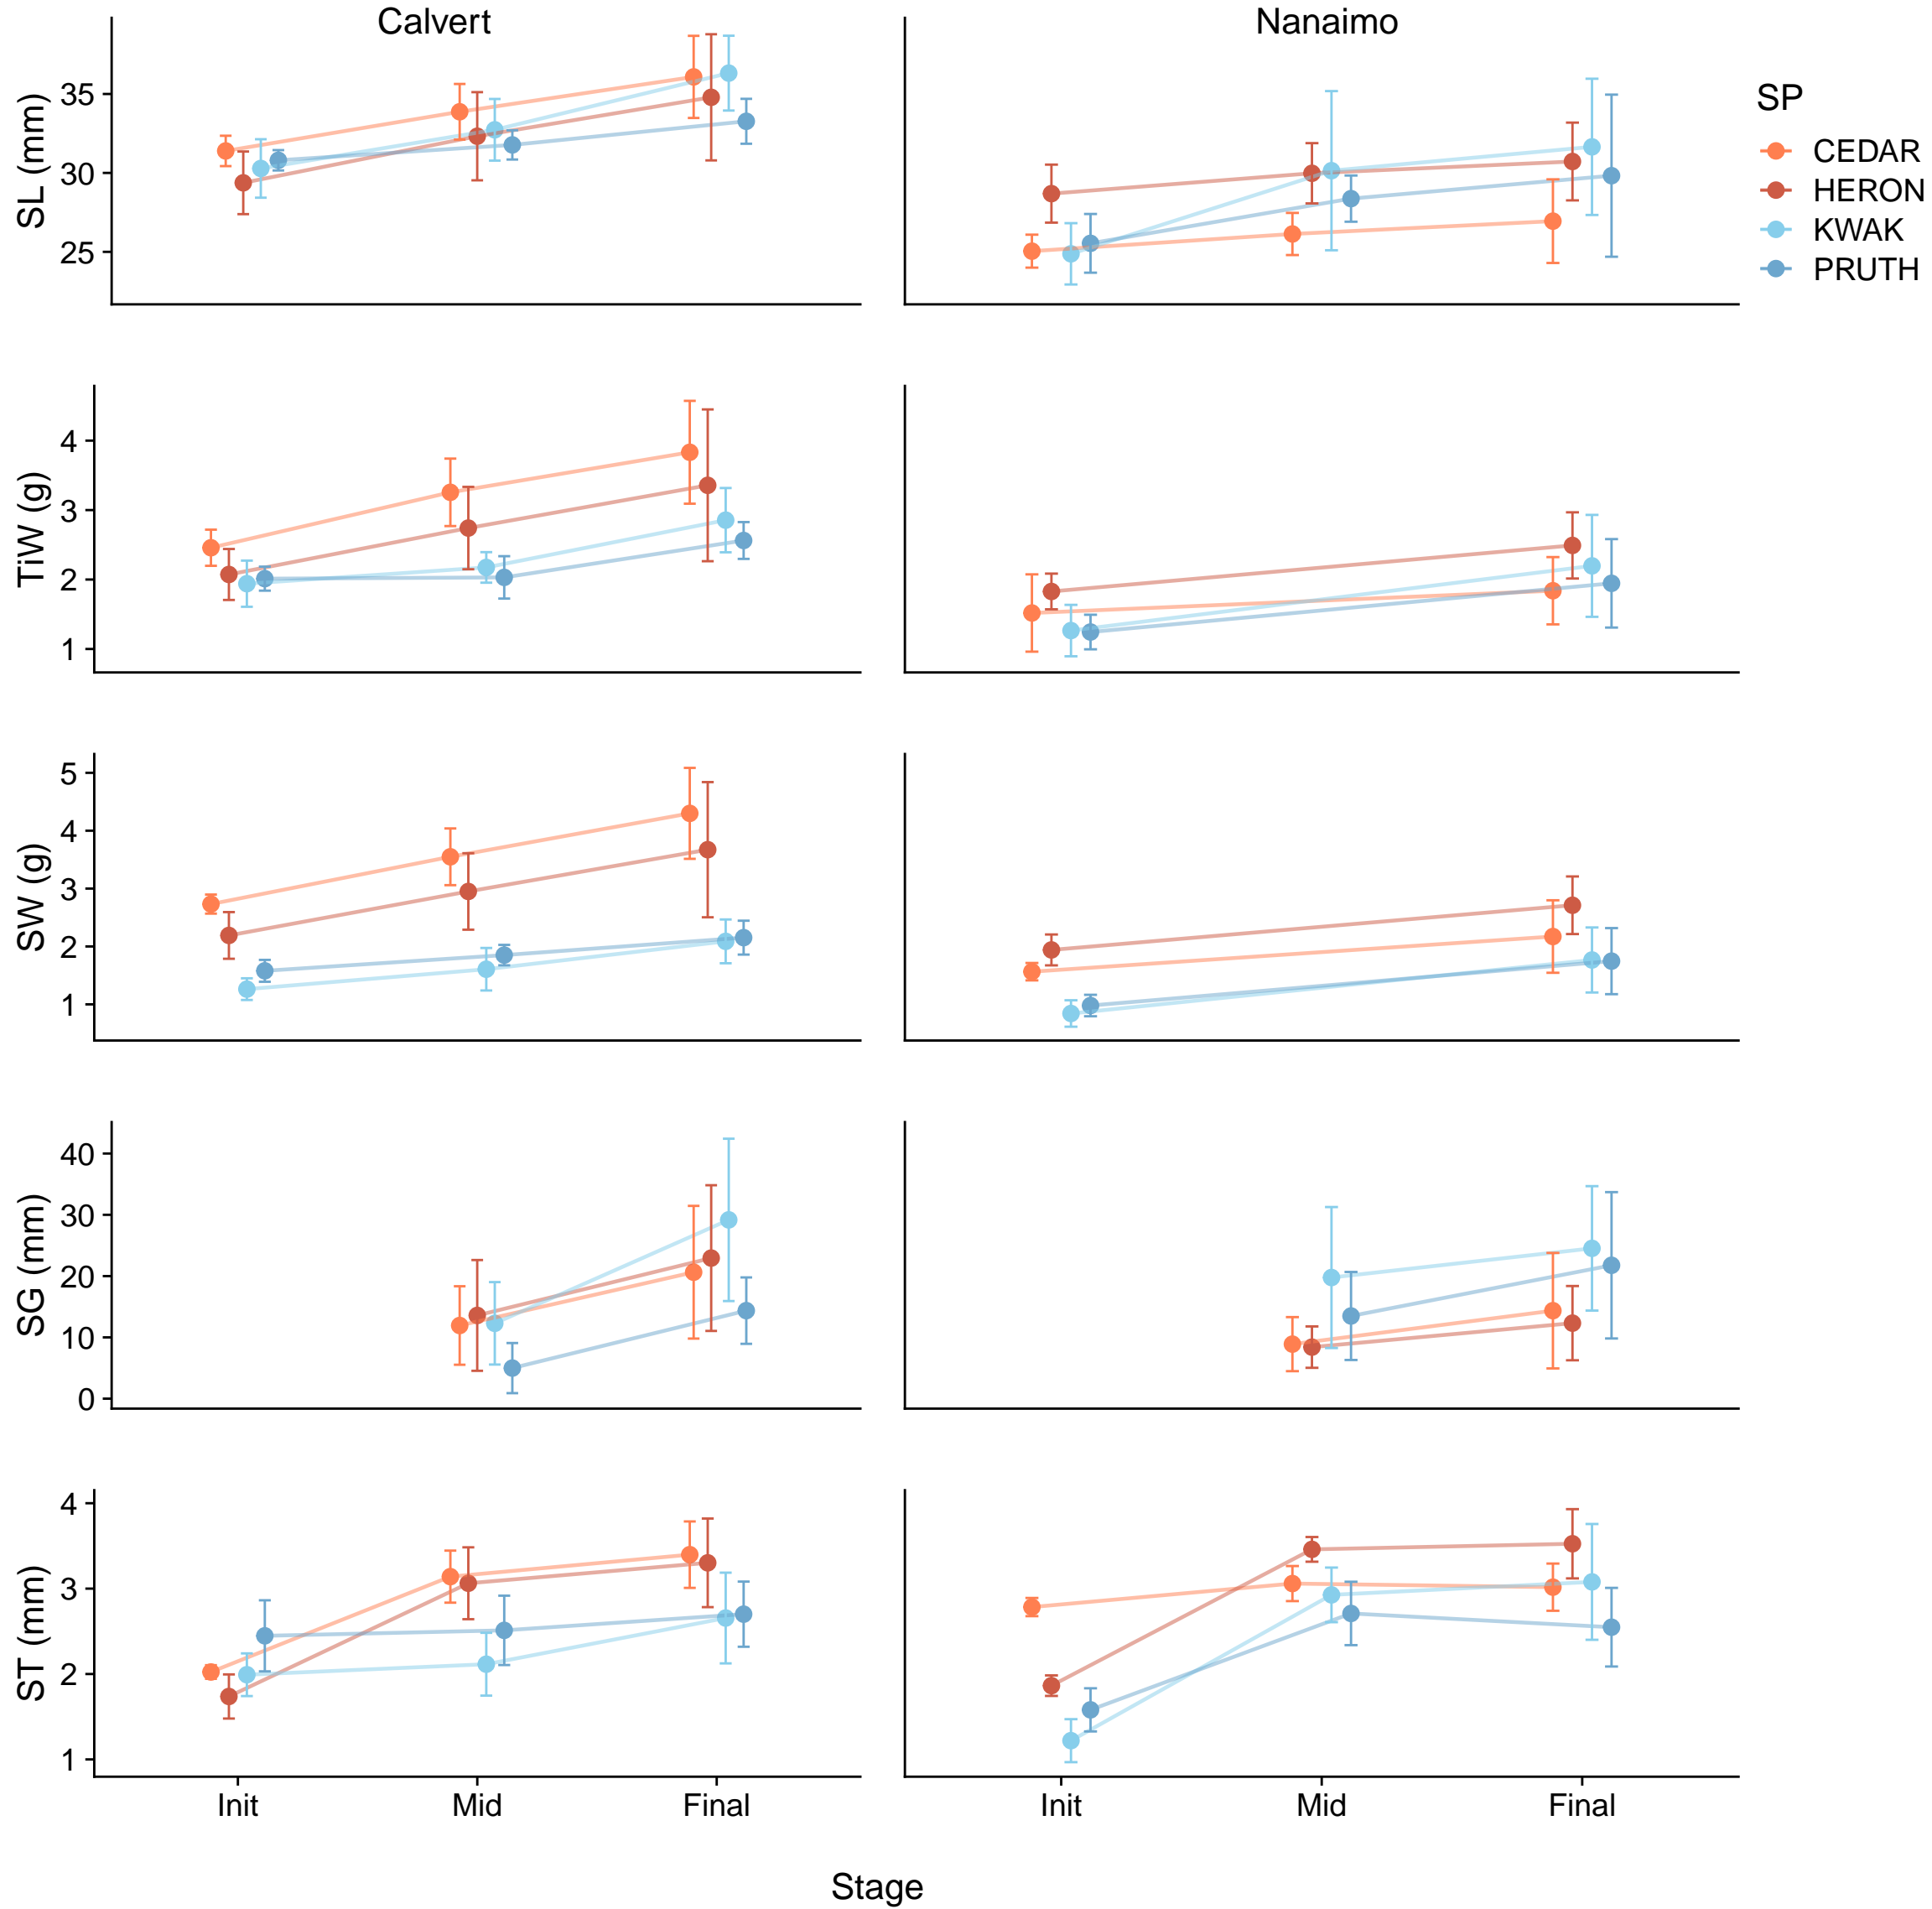 Calvert
Nanaimo
SL (mm)
35
30
25
SP
CEDAR
HERON
KWAK
PRUTH
TiW (g)
4
3
2
1
SW (g)
5
4
3
2
1
SG (mm)
40
30
20
10
0
ST (mm)
4
3
2
1
Init Mid Final
Init Mid Final
Stage